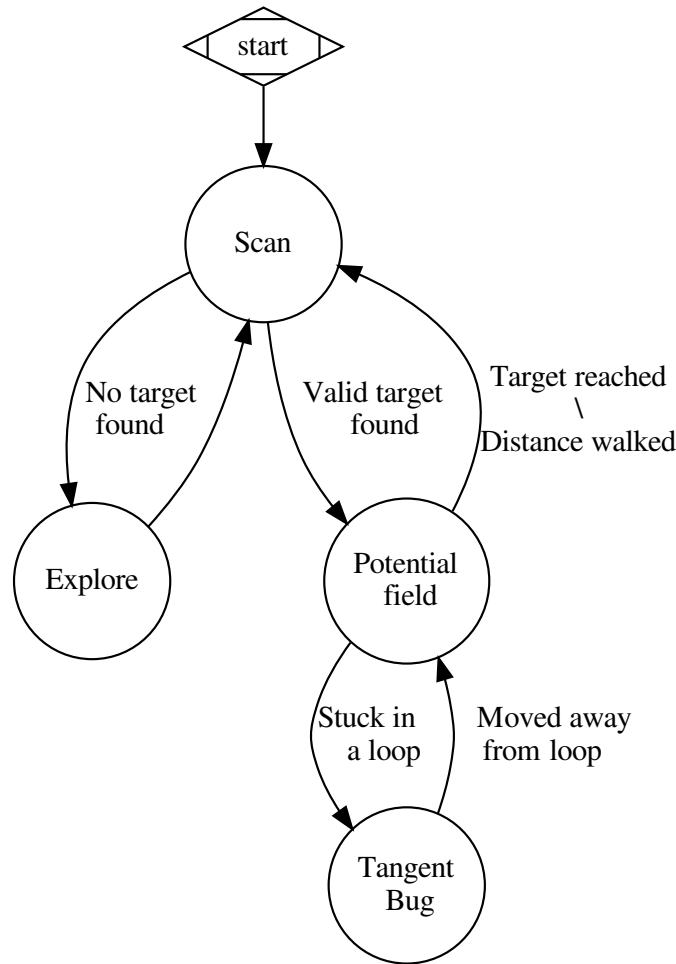 start
Scan
No target
found
Valid target
found
Target reached
\
Distance walked
Explore
Potential
field
Stuck in
a loop
Moved away
from loop
Tangent
Bug